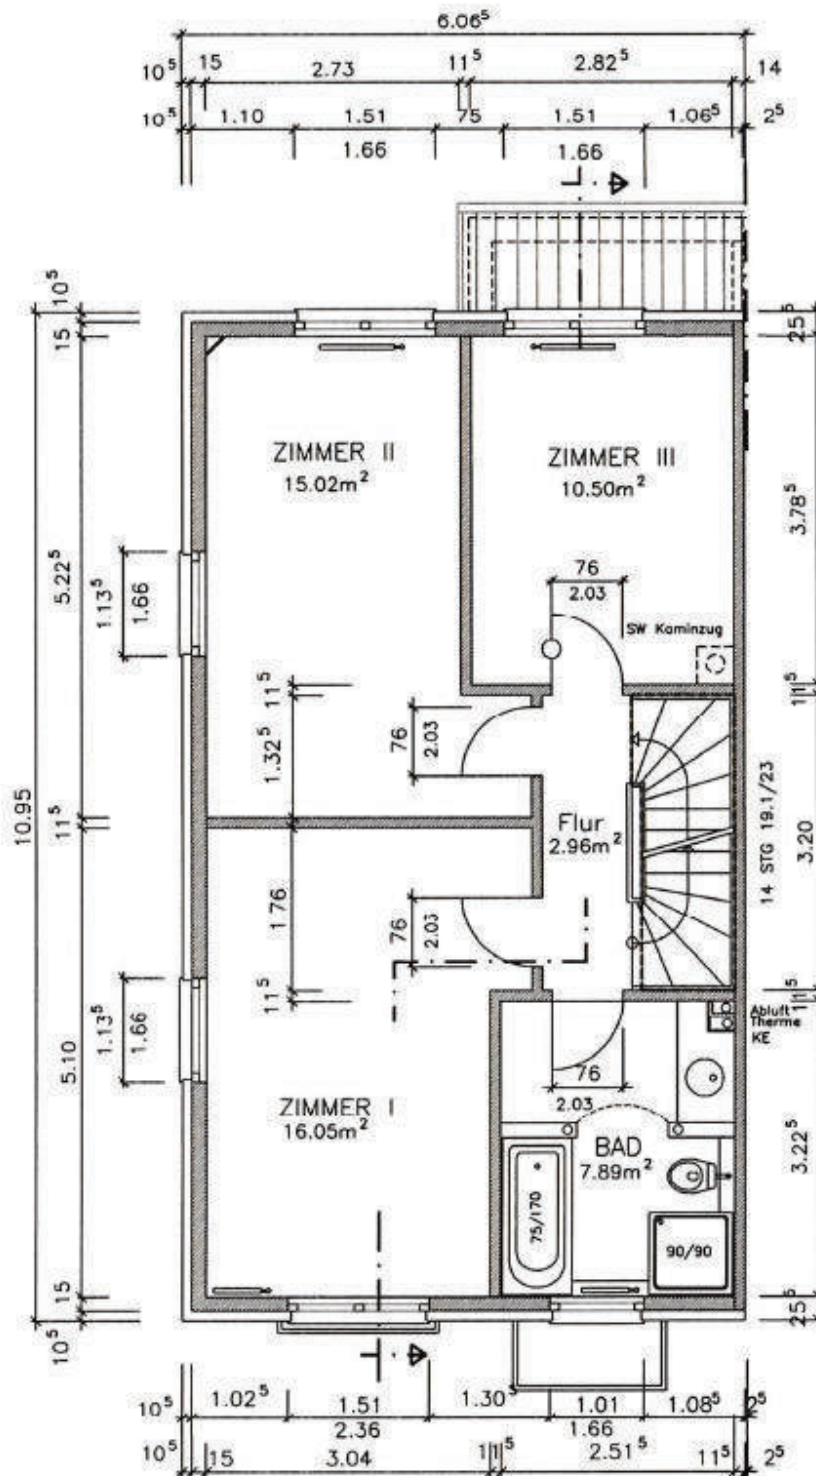 6.06⁵
10⁵ 15 2.73 11⁵ 2.82⁵ 14
10⁵ 1.10 1.51 75 1.51 1.06⁵ 2⁵
1.66 1.66
10⁵
15
25⁵
ZIMMER II
15.02m²
ZIMMER III
10.50m²
3.78⁵
5.22⁵
1.13⁵
1.66
76
2.03
SW Kaminzug
11⁵
11⁵
1.32⁵
76
2.03
10.95
11⁵
Flur
2.96m²
14 STG 19.1/23
3.20
1.76
76
2.03
11⁵
11⁵
Abluft
Therme
KE
5.10
1.13⁵
1.66
76
2.03
ZIMMER I
16.05m²
BAD
7.89m²
3.22⁵
75/170
90/90
15
10⁵
25⁵
10⁵ 1.02⁵ 1.51 1.30⁵ 1.01 1.08⁵ 2⁵
2.36 1.66
10⁵ 15 3.04 11⁵ 2.51⁵ 11⁵ 2⁵